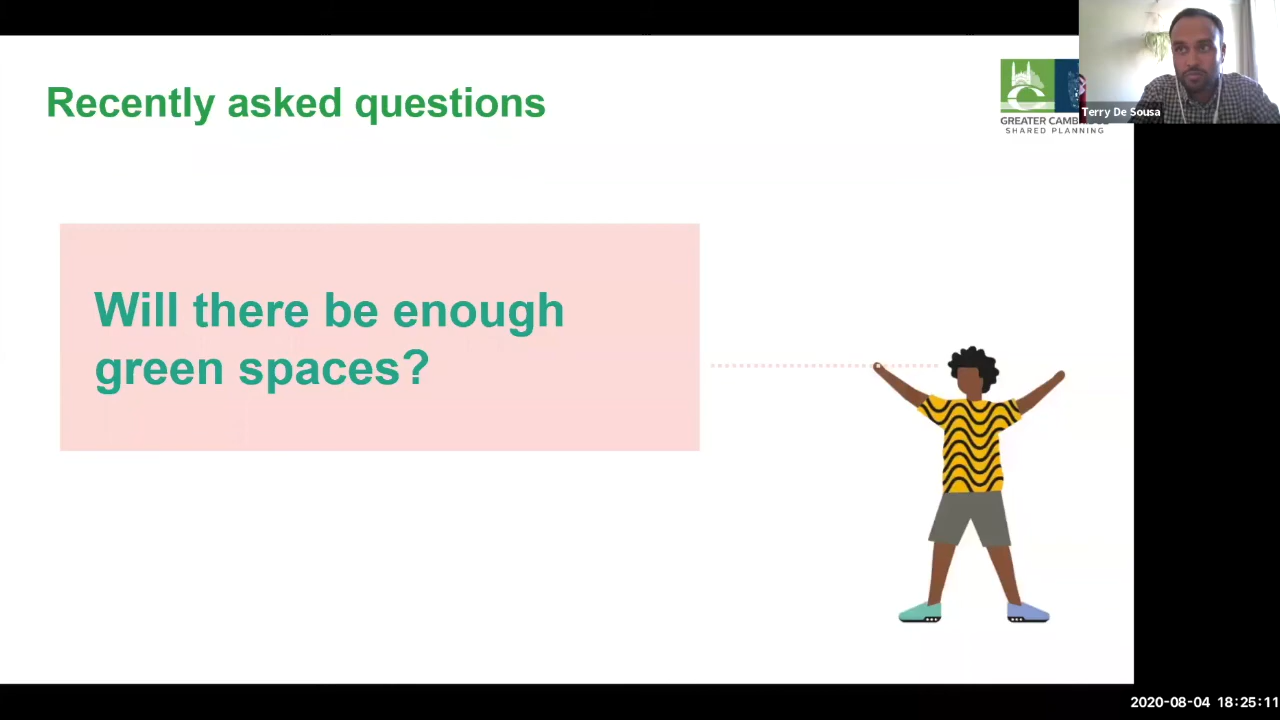 Recently asked questions
GREATER CAMB
SHARED PLANNING
Terry De Sousa
Will there be enough
green spaces?
2020-08-04 18:25:11